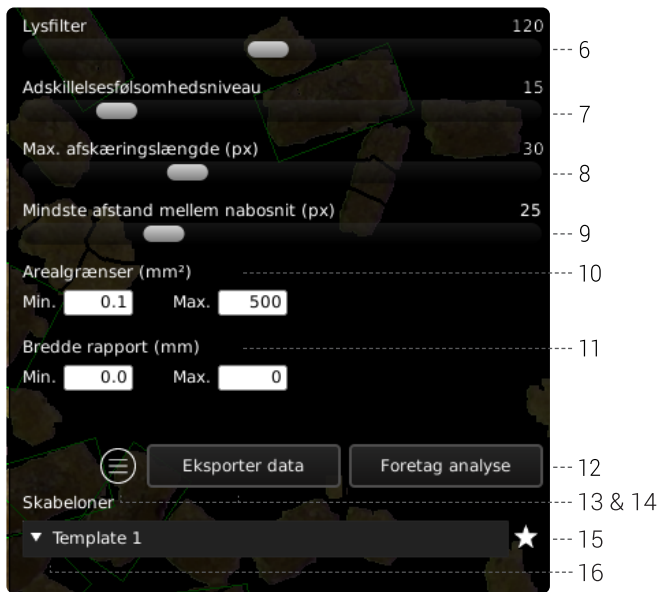 Lysfilter 120
6
Adskillelsesfølsomhedsniveau 15
7
Max. afskæringslængde (px) 30
8
Mindste afstand mellem nabosnit (px) 25
9
Arealgrænser (mm²)
10
Min. 0.1 Max. 500
Bredde rapport (mm)
11
Min. 0.0 Max. 0
Eksporter data Foretag analyse
12
Skabeloner
13 & 14
Template 1
15
16